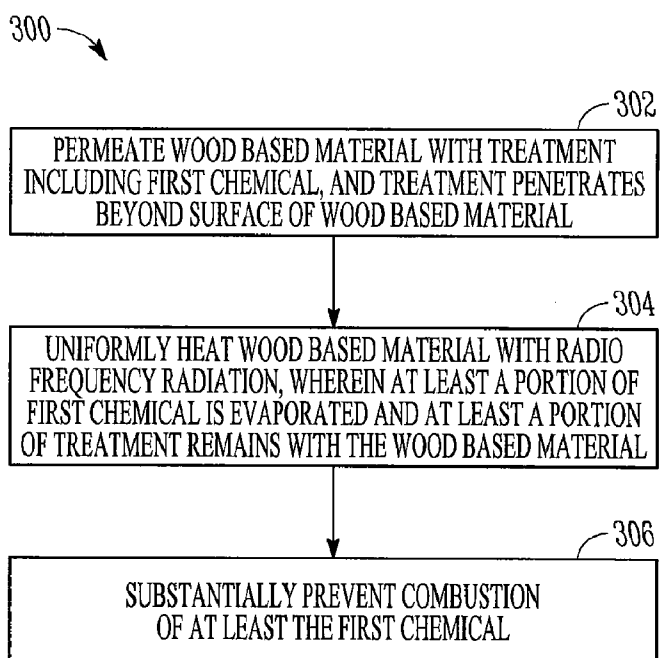 300
302
PERMEATE WOOD BASED MATERIAL WITH TREATMENT
INCLUDING FIRST CHEMICAL, AND TREATMENT PENETRATES
BEYOND SURFACE OF WOOD BASED MATERIAL
304
UNIFORMLY HEAT WOOD BASED MATERIAL WITH RADIO
FREQUENCY RADIATION, WHEREIN AT LEAST A PORTION OF
FIRST CHEMICAL IS EVAPORATED AND AT LEAST A PORTION
OF TREATMENT REMAINS WITH THE WOOD BASED MATERIAL
306
SUBSTANTIALLY PREVENT COMBUSTION
OF AT LEAST THE FIRST CHEMICAL